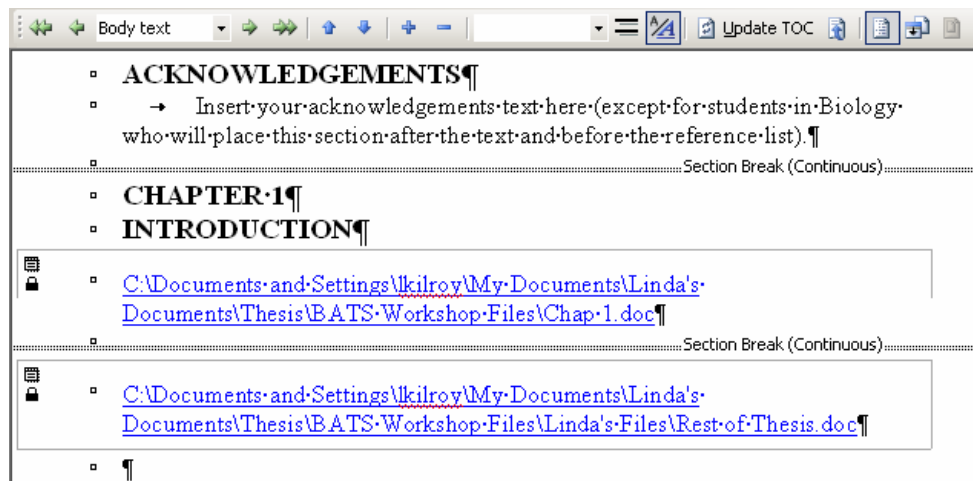 Body text Update TOC
ACKNOWLEDGEMENTS¶
→ Insert·your·acknowledgements·text·here·(except·for·students·in·Biology·
who·will·place·this·section·after·the·text·and·before·the·reference·list).¶
Section Break (Continuous)
CHAPTER·1¶
INTRODUCTION¶
C:\Documents·and·Settings\lkilroy\My·Documents\Linda's·
Documents\Thesis\BATS·Workshop·Files\Chap·1.doc¶
Section Break (Continuous)
C:\Documents·and·Settings\lkilroy\My·Documents\Linda's·
Documents\Thesis\BATS·Workshop·Files\Linda's·Files\Rest·of·Thesis.doc¶
¶